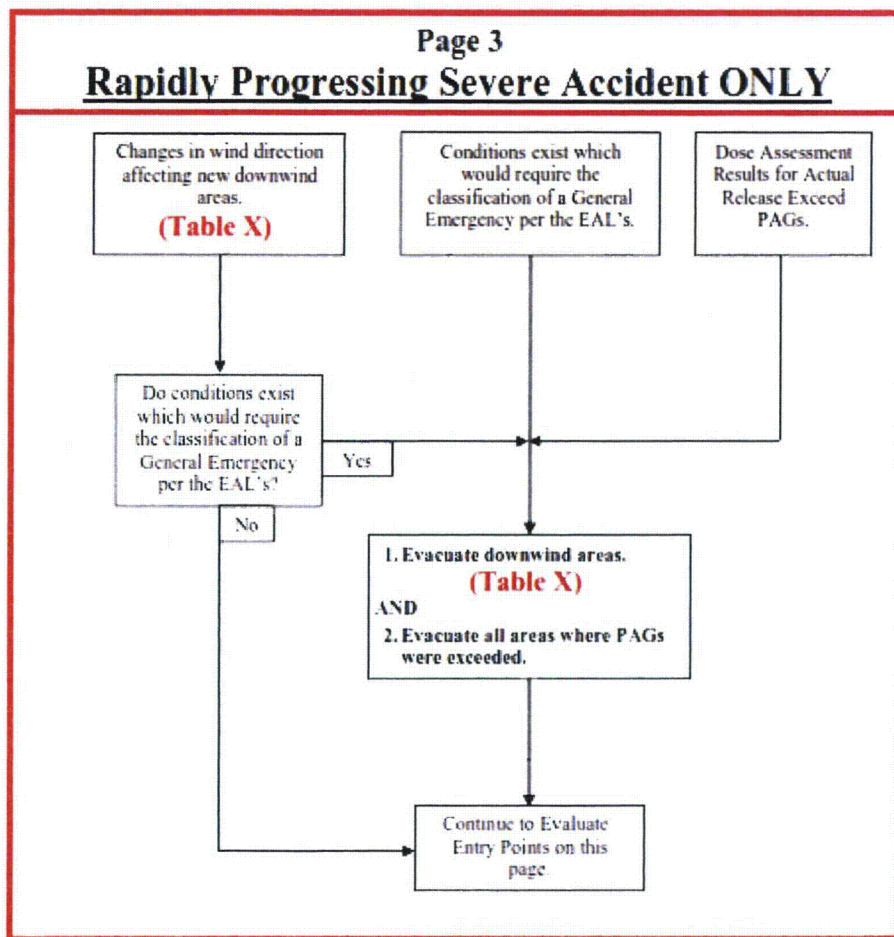 Page 3
Rapidly Progressing Severe Accident ONLY
Changes in wind direction
affecting new downwind
areas.
(Table X)
Conditions exist which
would require the
classification of a General
Emergency per the EAL's.
Dose Assessment
Results for Actual
Release Exceed
PAGs.
Do conditions exist
which would require
the classification of a
General Emergency
per the EAL's?
Yes
No
1. Evacuate downwind areas.
(Table X)
AND
2. Evacuate all areas where PAGs
were exceeded.
Continue to Evaluate
Entry Points on this
page